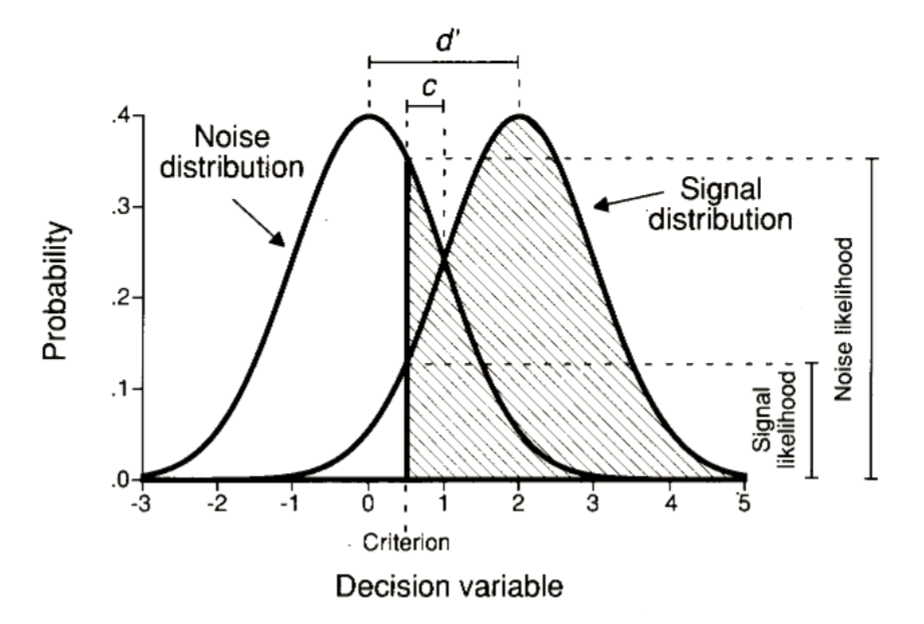 d'
c
.4
Noise
distribution
.3
Signal
distribution
Probability
.2
.1
.0
Signal
likelihood
Noise likelihood
-3
-2
-1
0
1
2
3
4
5
Criterion
Decision variable